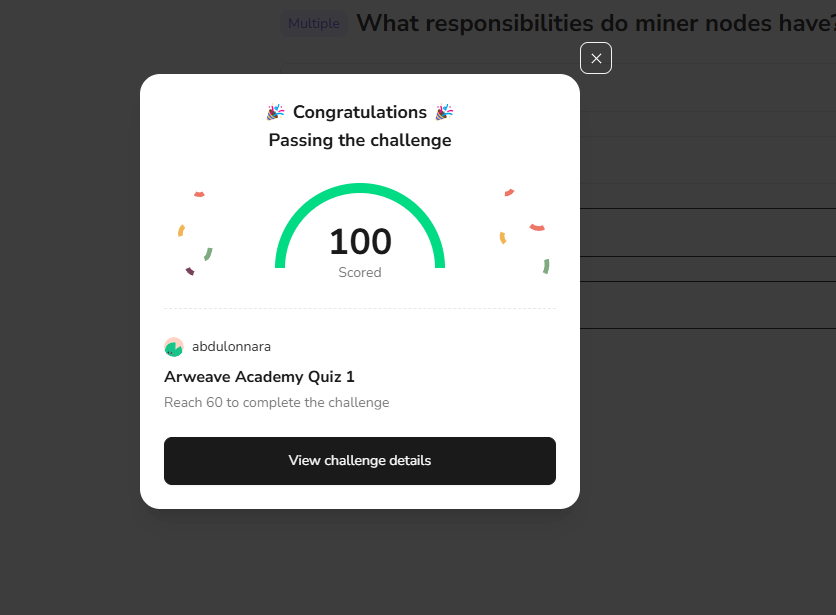 Multiple What responsibilities do miner nodes have?
🎉 Congratulations 🎉
Passing the challenge
100
Scored
abdulonnara
Arweave Academy Quiz 1
Reach 60 to complete the challenge
View challenge details